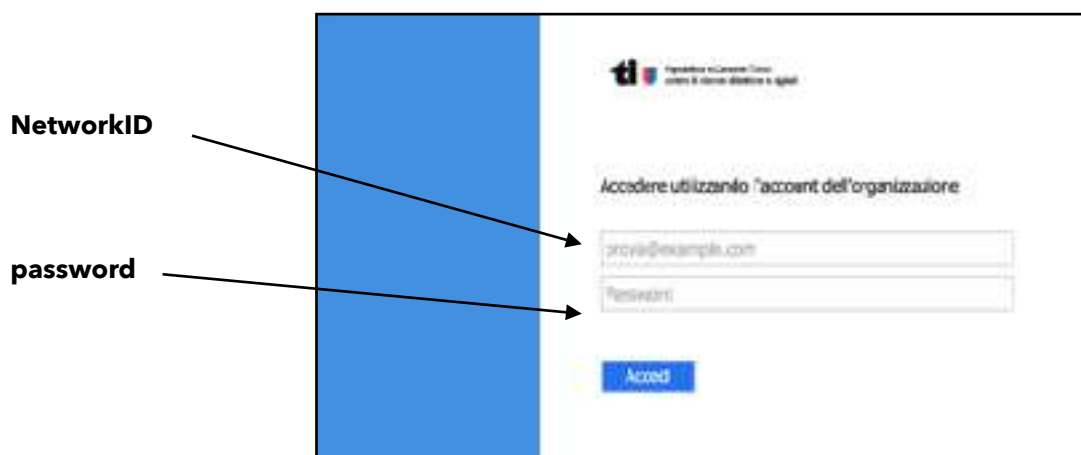 ti
NetworkID
Accedere utilizzando l'account dell'organizzazione
prova@example.com
password
Password
Accedi